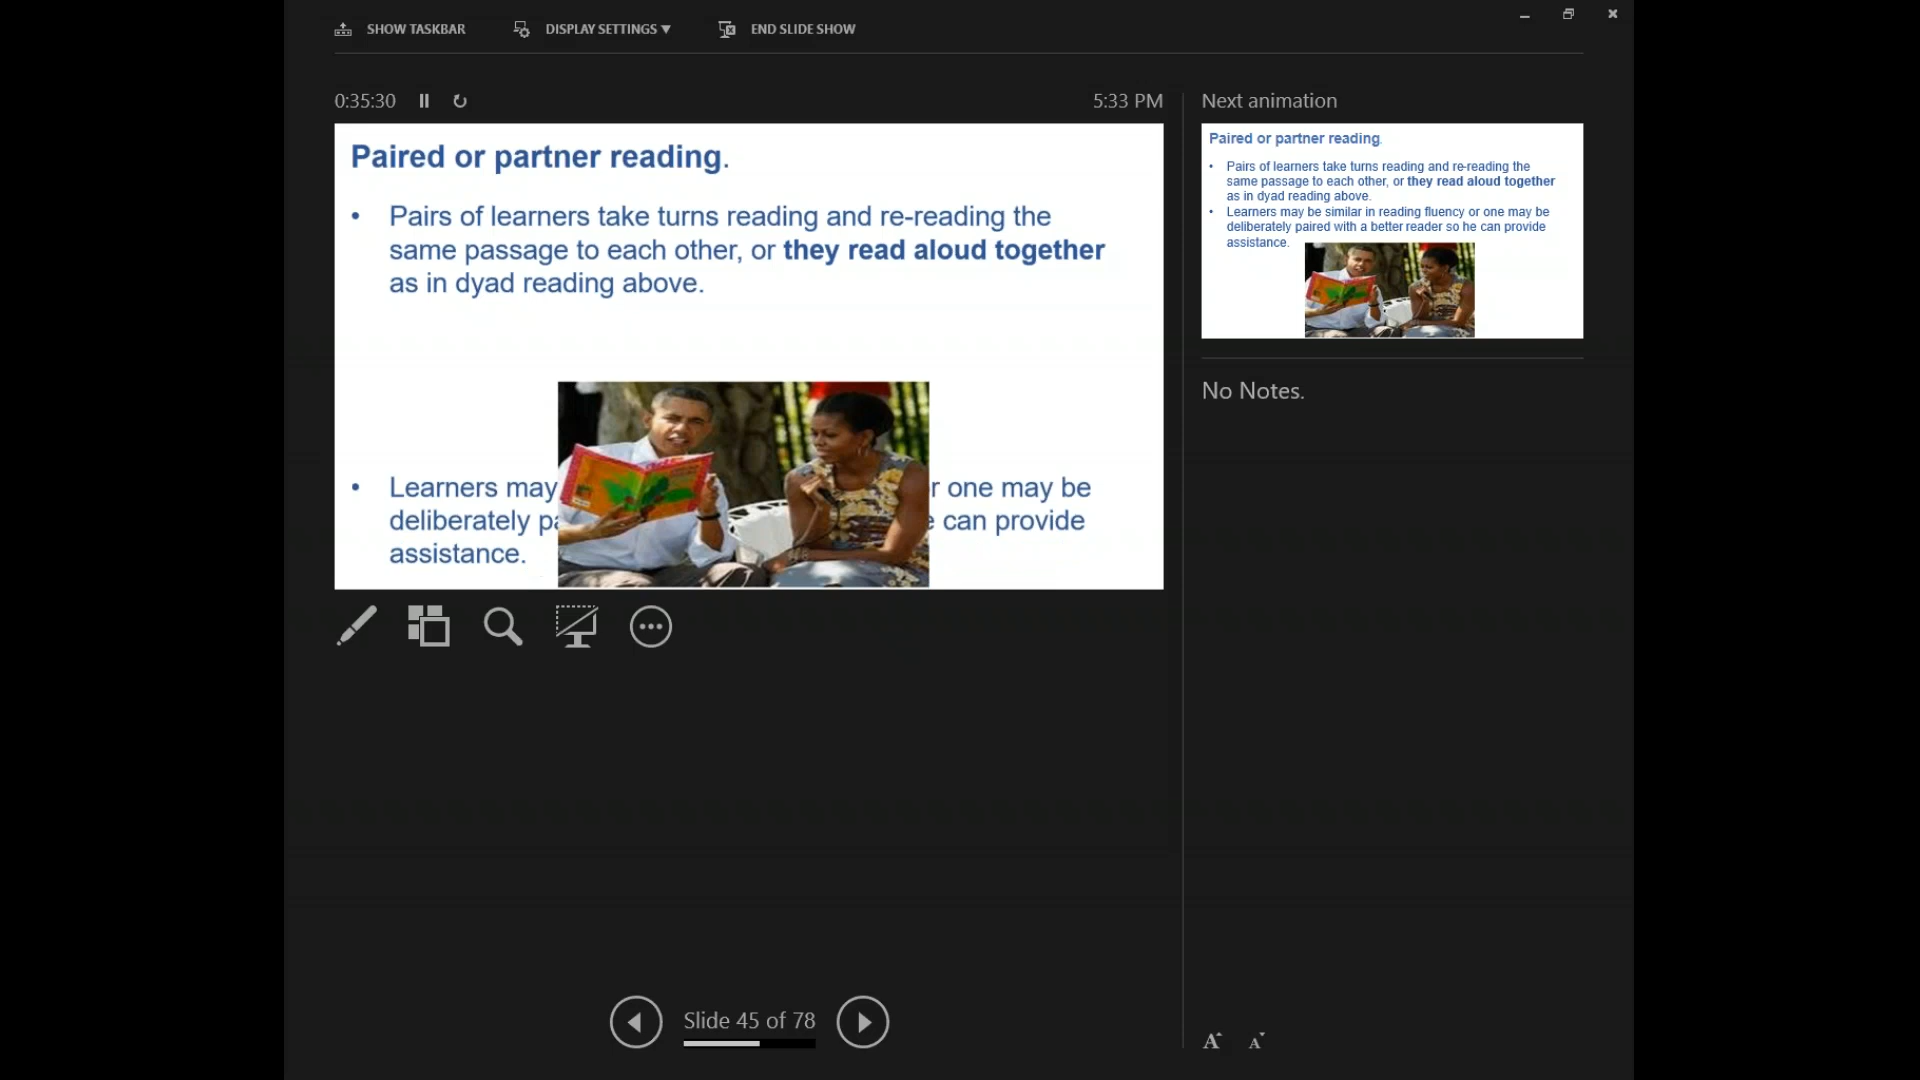 SHOW TASKBAR
DISPLAY SETTINGS ▼
END SLIDE SHOW
0:35:30
5:33 PM
Paired or partner reading.
• Pairs of learners take turns reading and re-reading the
same passage to each other, or they read aloud together
as in dyad reading above.
• Learners may r one may be
deliberately pa can provide
assistance.
Next animation
Paired or partner reading.
• Pairs of learners take turns reading and re-reading the
same passage to each other, or they read aloud together
as in dyad reading above.
• Learners may be similar in reading fluency or one may be
deliberately paired with a better reader so he can provide
assistance.
No Notes.
Slide 45 of 78
A A